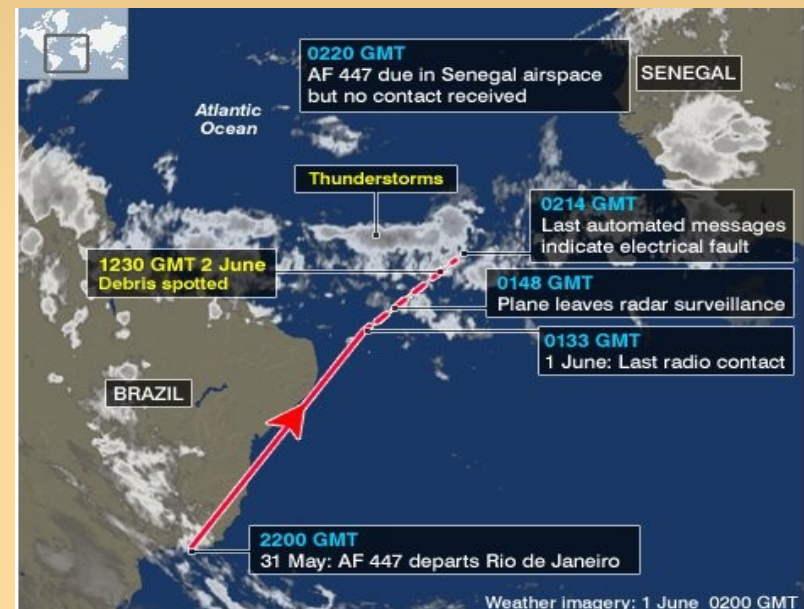 0220 GMT
AF 447 due in Senegal airspace
but no contact received
SENEGAL
Atlantic
Ocean
Thunderstorms
0214 GMT
Last automated messages
indicate electrical fault
1230 GMT 2 June
Debris spotted
0148 GMT
Plane leaves radar surveillance
0133 GMT
1 June: Last radio contact
BRAZIL
2200 GMT
31 May: AF 447 departs Rio de Janeiro
Weather imagery: 1 June 0200 GMT